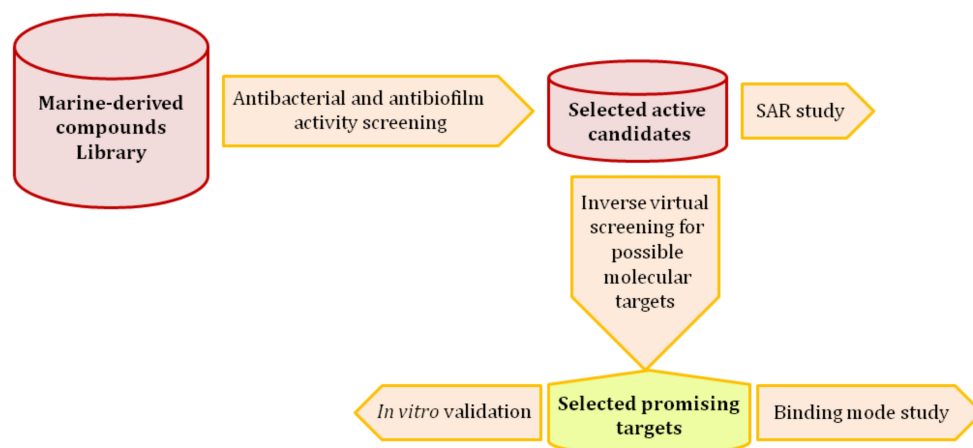 Marine-derived
compounds
Library
Antibacterial and antibiofilm
activity screening
Selected active
candidates
SAR study
Inverse virtual
screening for
possible
molecular
targets
In vitro validation
Selected promising
targets
Binding mode study